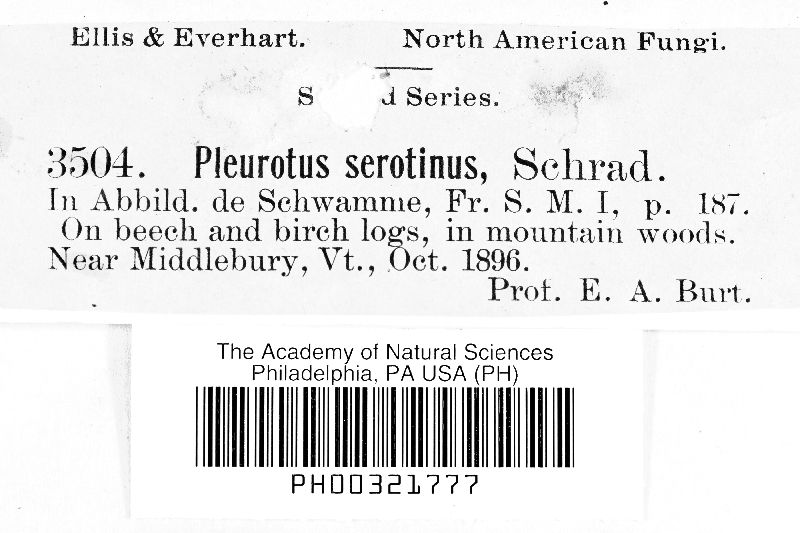 Ellis & Everhart. North American Fungi.
S d Series.
3504. Pleurotus serotinus, Schrad.
In Abbild. de Schwamme, Fr. S. M. I, p. 187.
On beech and birch logs, in mountain woods.
Near Middlebury, Vt., Oct. 1896.
Prof. E. A. Burt.
The Academy of Natural Sciences
Philadelphia, PA USA (PH)
PH00321777